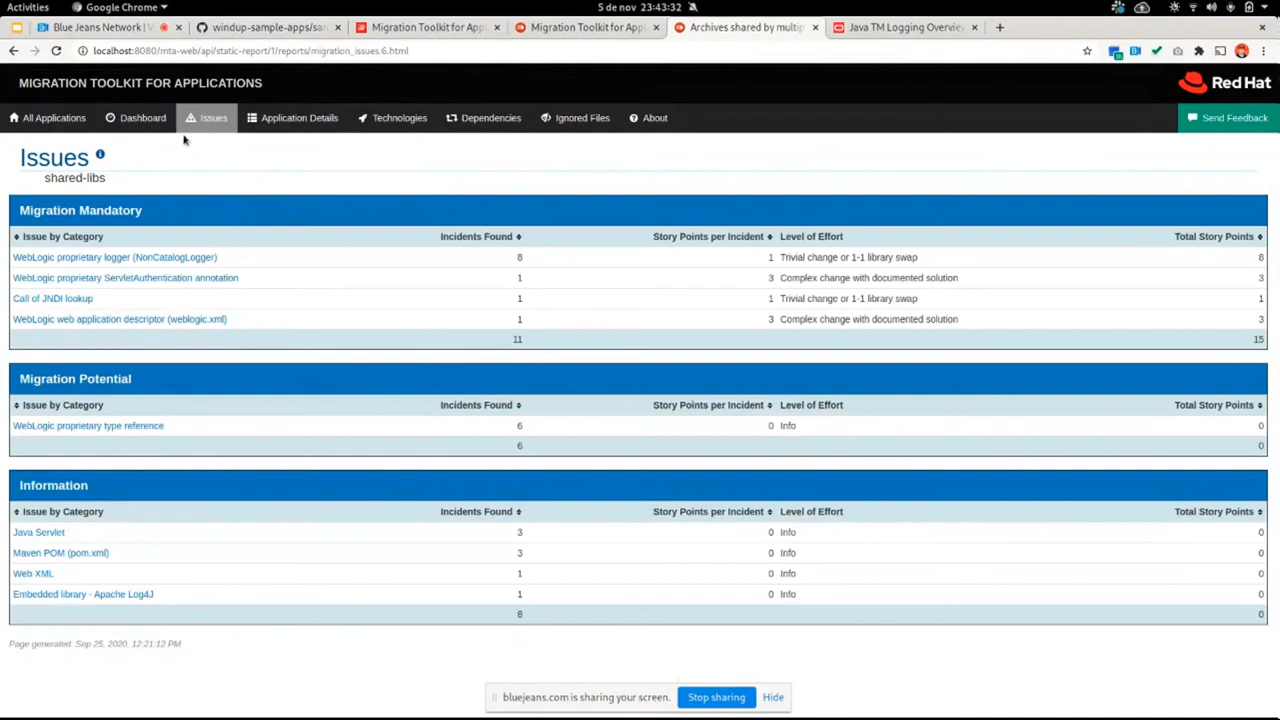 Activities
Google Chrome
5 de nov 23:43:32
Blue Jeans Network | V
windup-sample-apps/sam
Migration Toolkit for Appl
Migration Toolkit for Appl
Archives shared by multip
Java TM Logging Overview
localhost:8080/mta-web/api/static-report/1/reports/migration_issues.6.html
MIGRATION TOOLKIT FOR APPLICATIONS
Red Hat
All Applications
Dashboard
Issues
Application Details
Technologies
Dependencies
Ignored Files
About
Send Feedback
Issues
shared-libs
Migration Mandatory
Issue by Category Incidents Found Story Points per Incident Level of Effort Total Story Points
WebLogic proprietary logger (NonCatalogLogger) 8 1 Trivial change or 1-1 library swap 8
WebLogic proprietary ServletAuthentication annotation 1 3 Complex change with documented solution 3
Call of JNDI lookup 1 1 Trivial change or 1-1 library swap 1
WebLogic web application descriptor (weblogic.xml) 1 3 Complex change with documented solution 3
11 15
Migration Potential
Issue by Category Incidents Found Story Points per Incident Level of Effort Total Story Points
WebLogic proprietary type reference 6 0 Info 0
6 0
Information
Issue by Category Incidents Found Story Points per Incident Level of Effort Total Story Points
Java Servlet 3 0 Info 0
Maven POM (pom.xml) 3 0 Info 0
Web XML 1 0 Info 0
Embedded library - Apache Log4J 1 0 Info 0
8 0
Page generated: Sep 25, 2020, 12:21:12 PM
bluejeans.com is sharing your screen.
Stop sharing
Hide